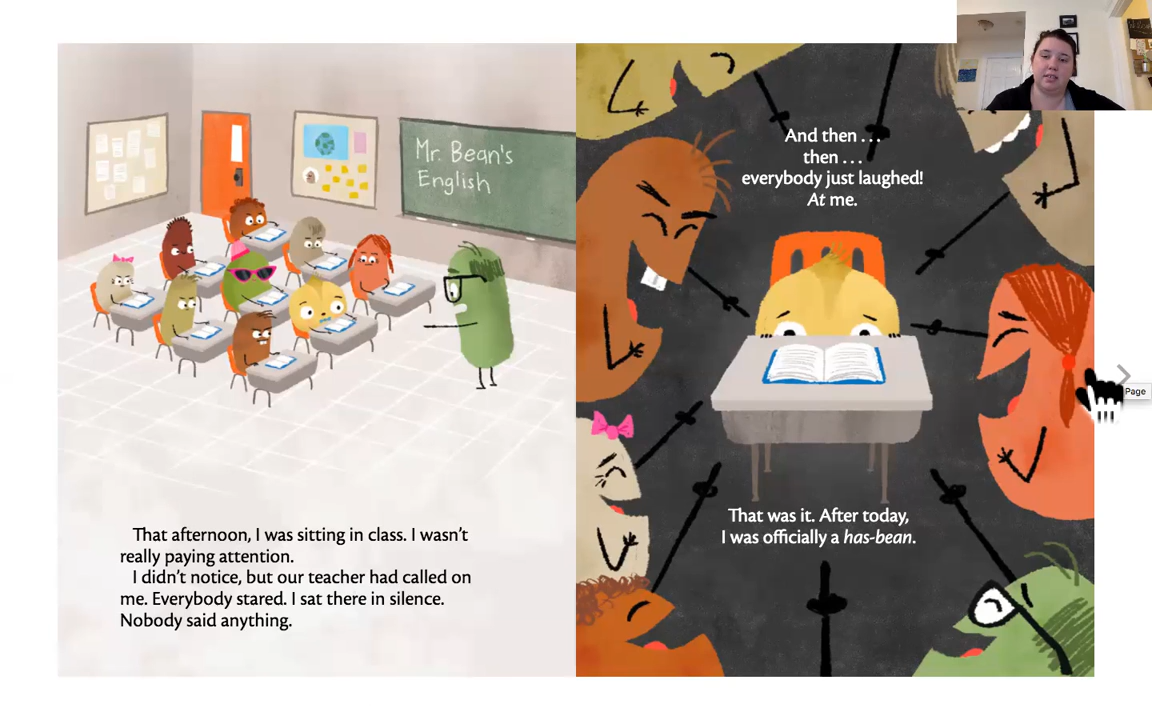 Mr. Bean's
English
That afternoon, I was sitting in class. I wasn't
really paying attention.
I didn't notice, but our teacher had called on
me. Everybody stared. I sat there in silence.
Nobody said anything.
And then . . .
then . . .
everybody just laughed!
At me.
That was it. After today,
I was officially a has-bean.
Page